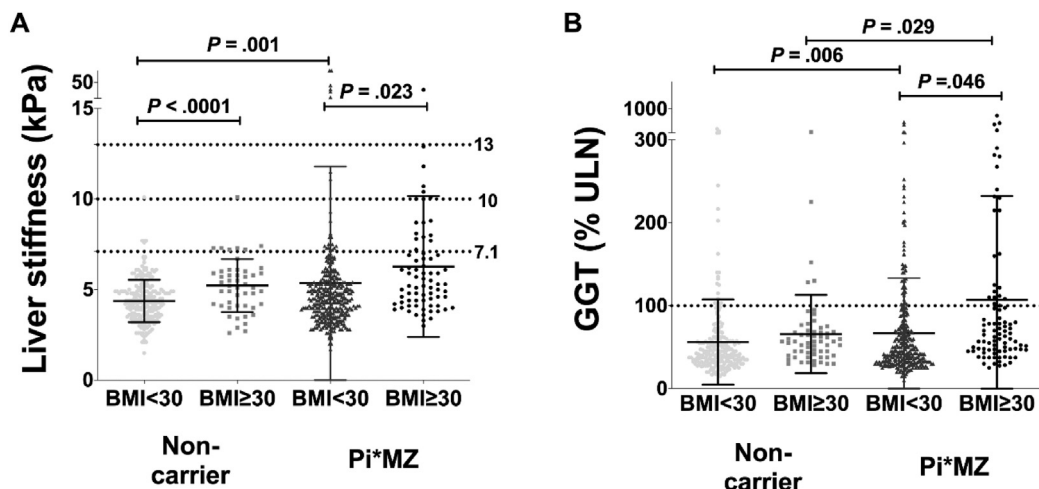 A
Liver stiffness (kPa)
50
15
10
5
0
P = .001
P < .0001
P = .023
13
10
7.1
BMI<30
BMI≥30
BMI<30
BMI≥30
Non-
carrier
Pi*MZ
B
GGT (% ULN)
1000
300
200
100
0
P = .029
P = .006
P =.046
BMI<30
BMI≥30
BMI<30
BMI≥30
Non-
carrier
Pi*MZ